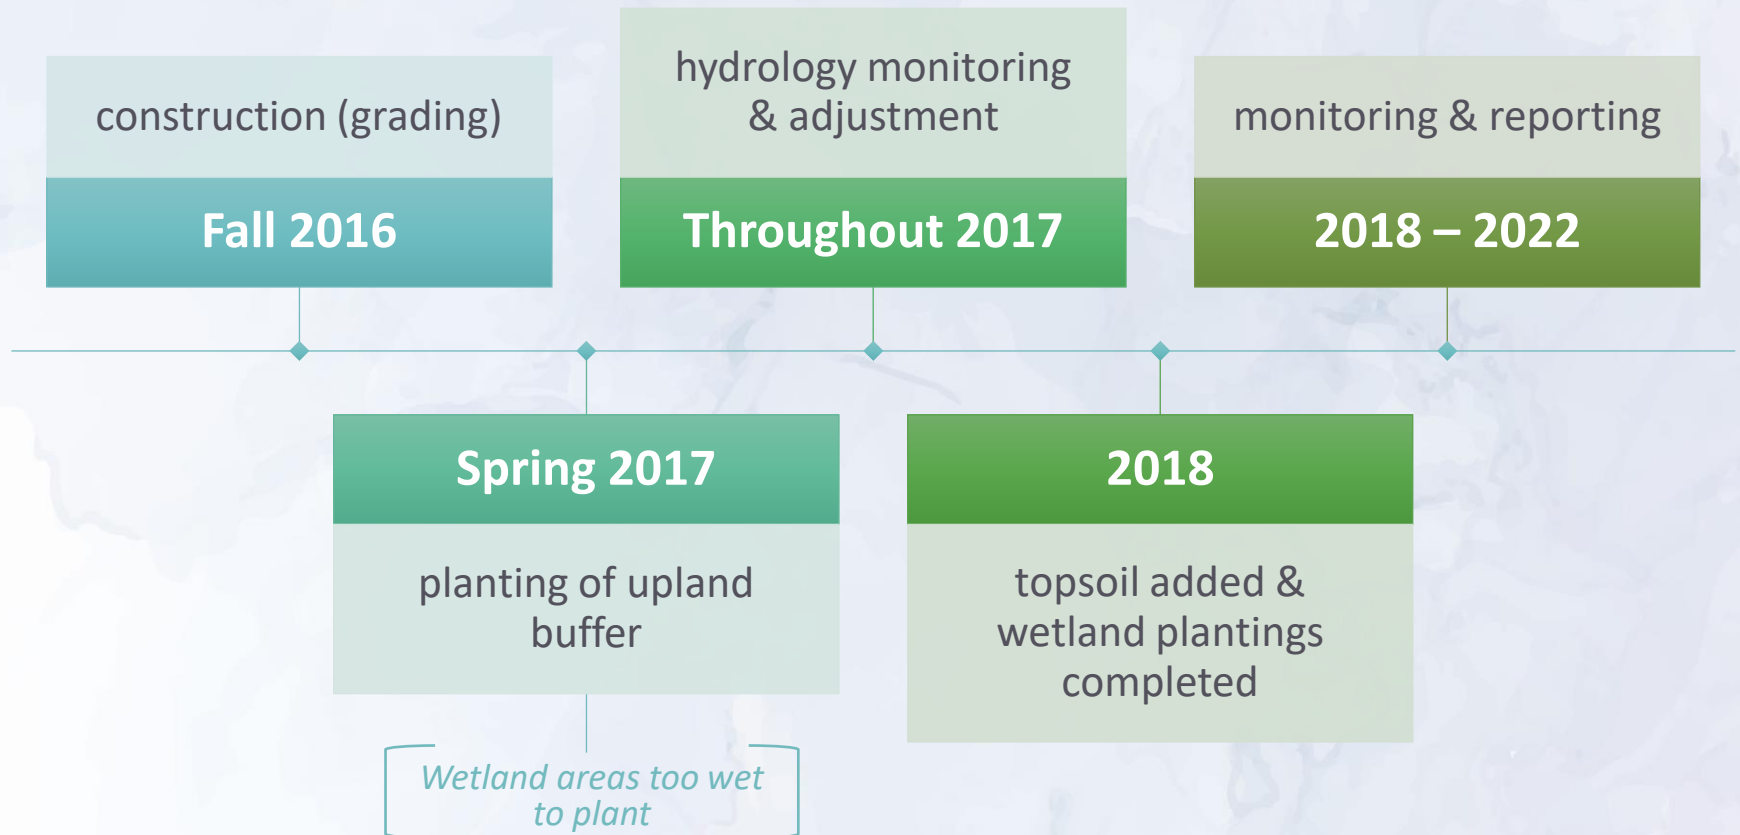 construction (grading)
Fall 2016
Spring 2017
planting of upland
buffer
Wetland areas too wet
to plant
hydrology monitoring
& adjustment
Throughout 2017
2018
topsoil added &
wetland plantings
completed
monitoring & reporting
2018 – 2022